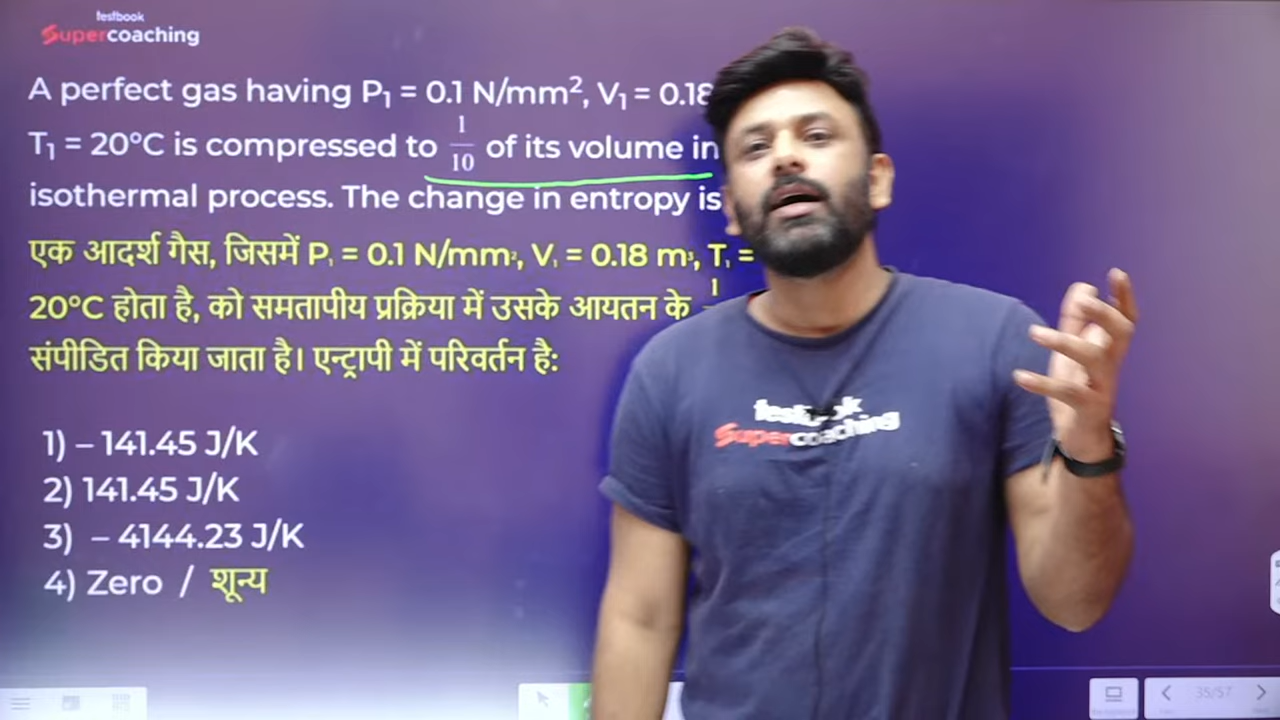 testbook
Supercoaching
A perfect gas having P₁ = 0.1 N/mm², V₁ = 0.18
T₁ = 20°C is compressed to 1/10 of its volume in
isothermal process. The change in entropy is
एक आदर्श गैस, जिसमें P₁ = 0.1 N/mm², V₁ = 0.18 m³, T₁ =
20°C होता है, को समतापीय प्रक्रिया में उसके आयतन के 1
संपीडित किया जाता है। एन्ट्रापी में परिवर्तन है:
1) – 141.45 J/K
2) 141.45 J/K
3) – 4144.23 J/K
4) Zero / शून्य
testbook
Supercoaching
35/57